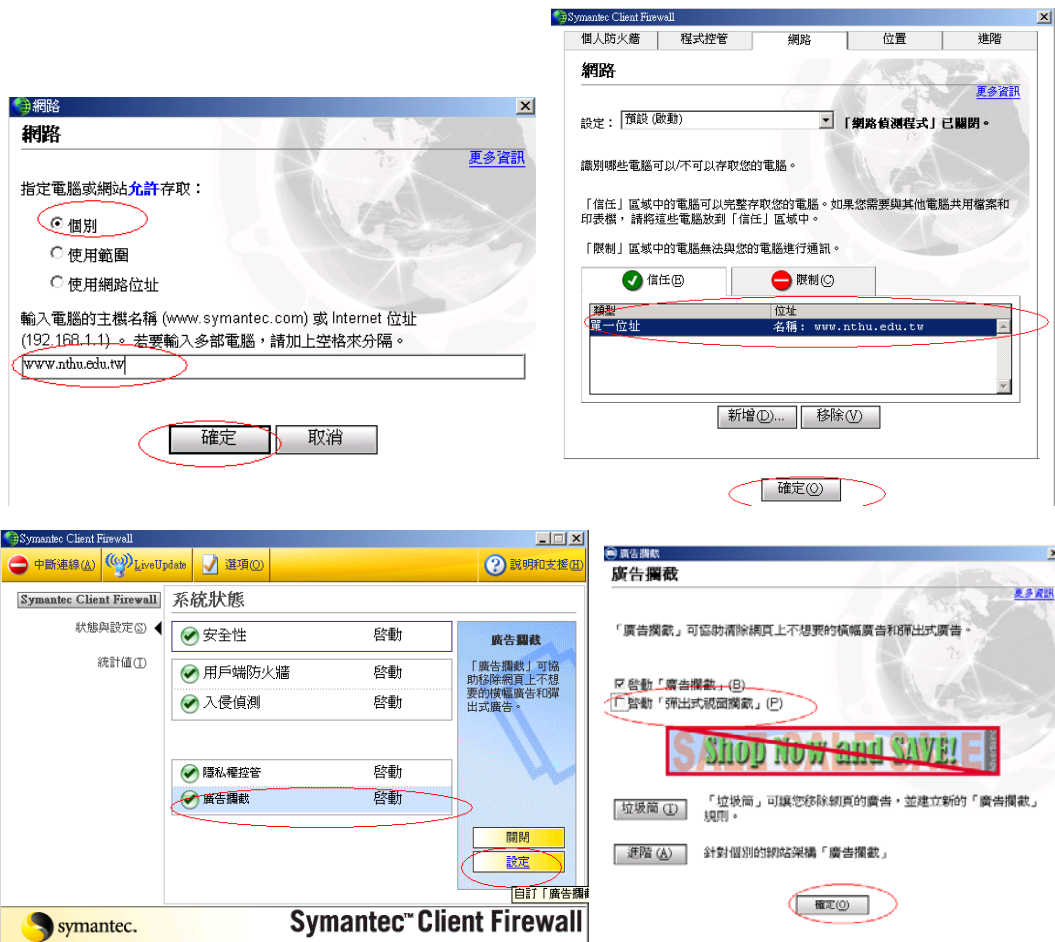 網路
網路
更多資訊
指定電腦或網站允許存取：
個別
使用範圍
使用網路位址
輸入電腦的主機名稱 (www.symantec.com) 或 Internet 位址
(192.168.1.1) 。 若要輸入多部電腦，請加上空格來分隔。
www.nthu.edu.tw
確定
取消
Symantec Client Firewall
個人防火牆
程式控管
網路
位置
進階
網路
更多資訊
設定： 預設 (啟動) 「網路偵測程式」已關閉。
識別哪些電腦可以/不可以存取您的電腦。
「信任」區域中的電腦可以完整存取您的電腦。如果您需要與其他電腦共用檔案和
印表機， 請將這些電腦放到「信任」區域中。
「限制」區域中的電腦無法與您的電腦進行通訊。
信任(B)
限制(C)
類型 位址
單一位址 名稱: www.nthu.edu.tw
新增(D)...
移除(V)
確定(O)
Symantec Client Firewall
中斷連線(A)
LiveUpdate
選項(O)
說明和支援(H)
Symantec Client Firewall
狀態與設定(S)
統計值(T)
系統狀態
安全性 啟動
用戶端防火牆 啟動
入侵偵測 啟動
隱私權控管 啟動
廣告攔截 啟動
廣告攔截
「廣告攔截」可協
助移除網頁上不想
要的橫幅廣告和彈
出式廣告。
關閉
設定
自訂「廣告攔
symantec.
Symantec™ Client Firewall
廣告攔截
廣告攔截
更多資訊
「廣告攔截」可協助清除網頁上不想要的橫幅廣告和彈出式廣告。
啟動「廣告攔截」(B)
啟動「彈出式視窗攔截」(P)
SALE SALE SALE
Shop Now and SAVE!
Advertisement
垃圾筒 (T)
「垃圾筒」可讓您移除網頁的廣告，並建立新的「廣告攔截」
規則。
進階 (A)
針對個別的網站架構「廣告攔截」
確定(O)